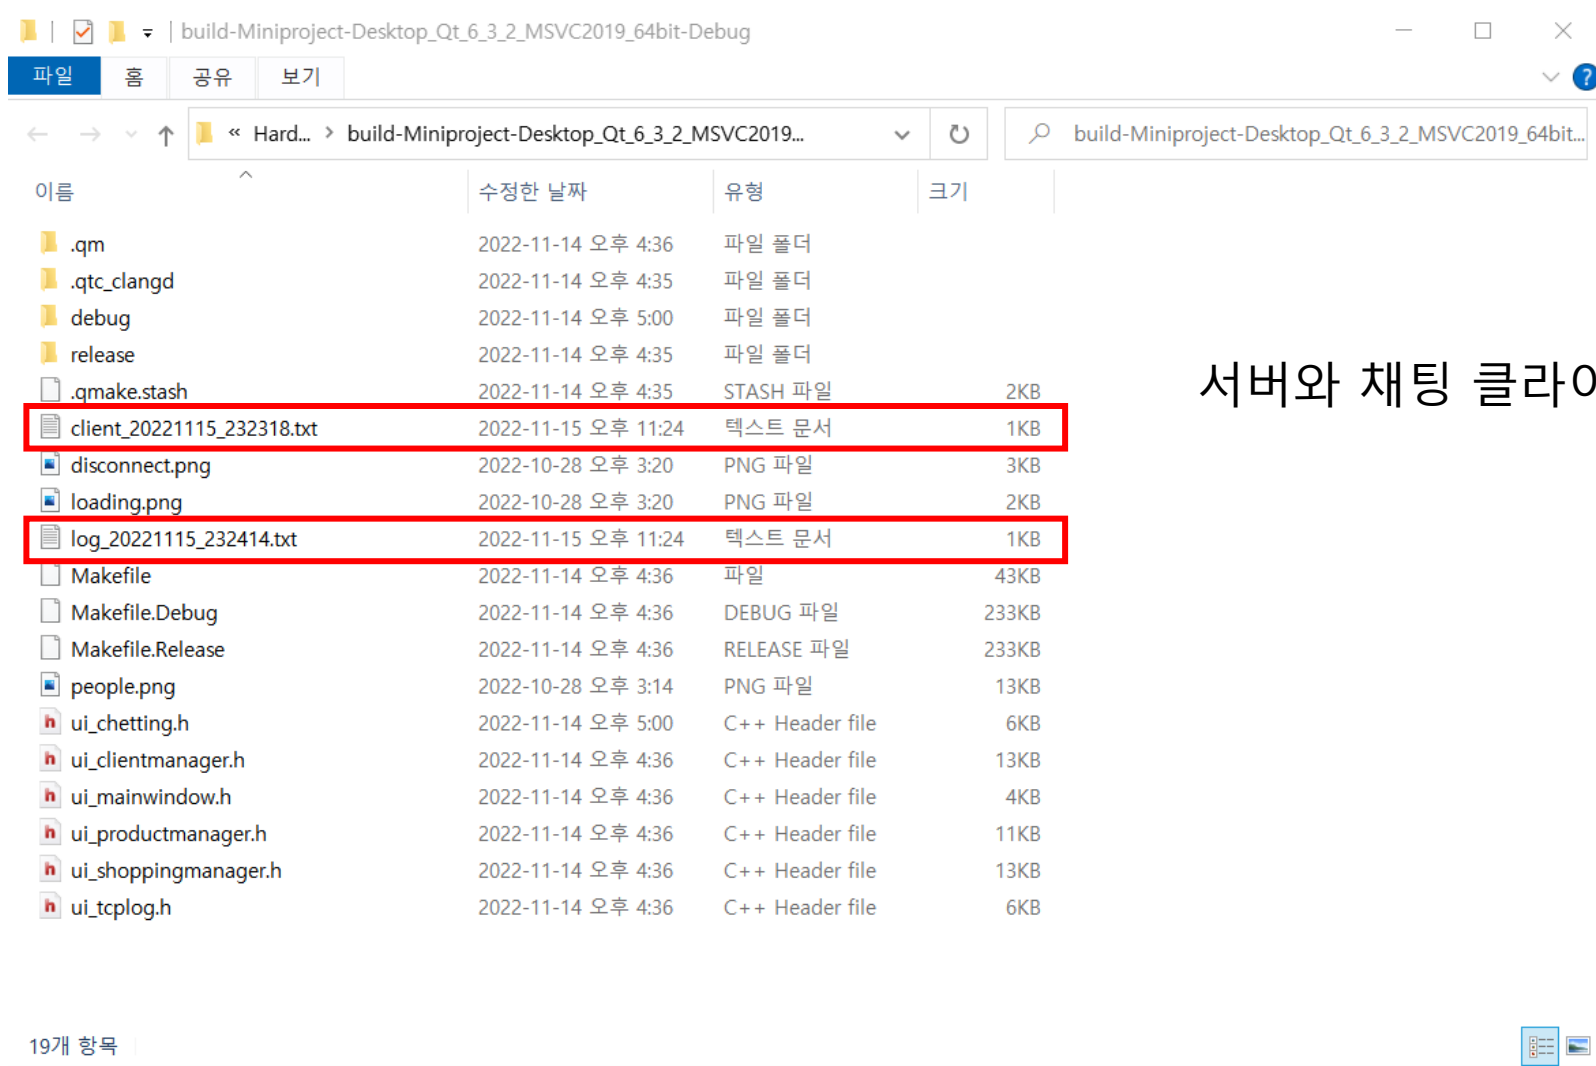 build-Miniproject-Desktop_Qt_6_3_2_MSVC2019_64bit-Debug
파일 홈 공유 보기
« Hard... > build-Miniproject-Desktop_Qt_6_3_2_MSVC2019... build-Miniproject-Desktop_Qt_6_3_2_MSVC2019_64bit...
이름 수정한 날짜 유형 크기
.qm 2022-11-14 오후 4:36 파일 폴더
.qtc_clangd 2022-11-14 오후 4:35 파일 폴더
debug 2022-11-14 오후 5:00 파일 폴더
release 2022-11-14 오후 4:35 파일 폴더
.qmake.stash 2022-11-14 오후 4:35 STASH 파일 2KB
client_20221115_232318.txt 2022-11-15 오후 11:24 텍스트 문서 1KB
disconnect.png 2022-10-28 오후 3:20 PNG 파일 3KB
loading.png 2022-10-28 오후 3:20 PNG 파일 2KB
log_20221115_232414.txt 2022-11-15 오후 11:24 텍스트 문서 1KB
Makefile 2022-11-14 오후 4:36 파일 43KB
Makefile.Debug 2022-11-14 오후 4:36 DEBUG 파일 233KB
Makefile.Release 2022-11-14 오후 4:36 RELEASE 파일 233KB
people.png 2022-10-28 오후 3:14 PNG 파일 13KB
ui_chetting.h 2022-11-14 오후 5:00 C++ Header file 6KB
ui_clientmanager.h 2022-11-14 오후 4:36 C++ Header file 13KB
ui_mainwindow.h 2022-11-14 오후 4:36 C++ Header file 4KB
ui_productmanager.h 2022-11-14 오후 4:36 C++ Header file 11KB
ui_shoppingmanager.h 2022-11-14 오후 4:36 C++ Header file 13KB
ui_tcplog.h 2022-11-14 오후 4:36 C++ Header file 6KB
서버와 채팅
19개 항목